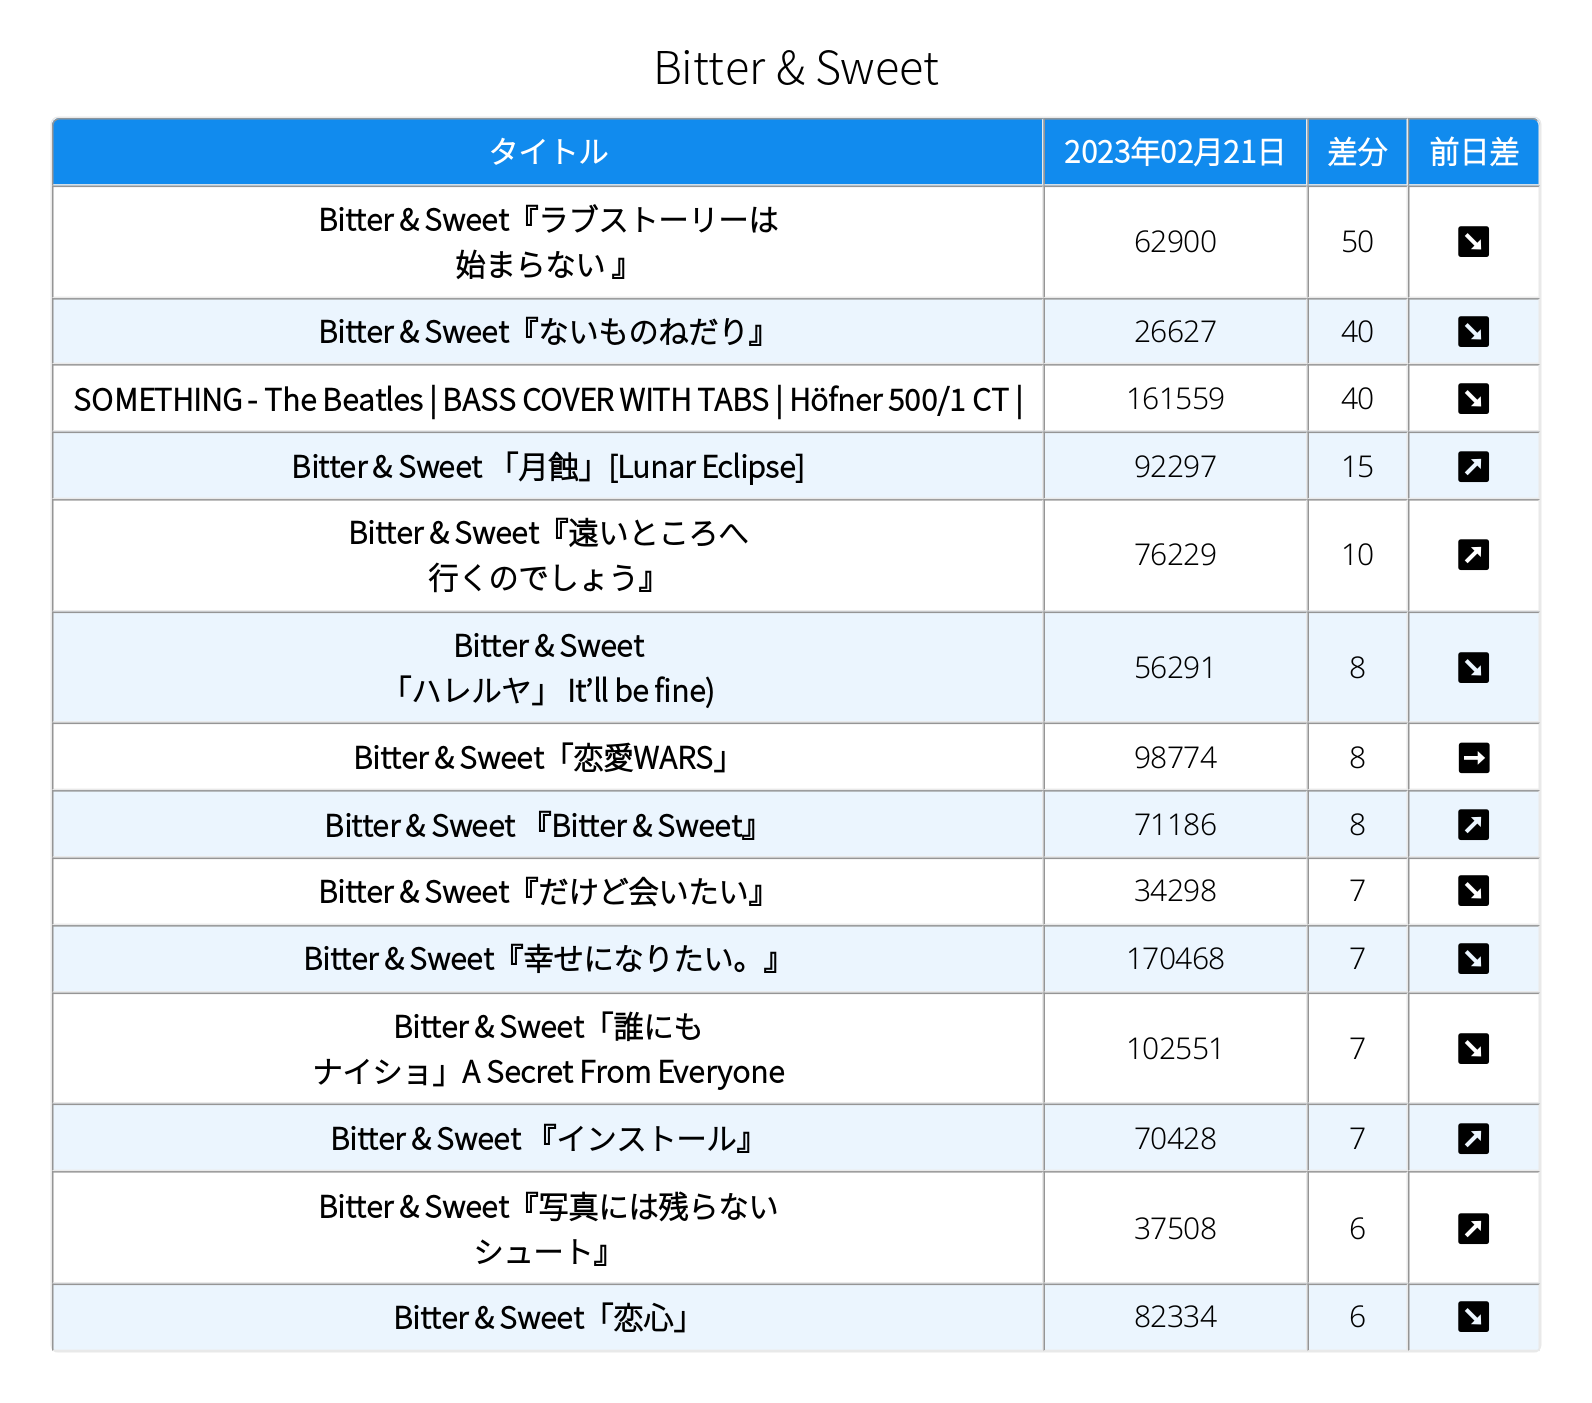 Bitter & Sweet
タイトル 2023年02月21日 差分 前日差
Bitter & Sweet『ラブストーリーは
始まらない 』 62900 50 ↘
Bitter & Sweet『ないものねだり』 26627 40 ↘
SOMETHING - The Beatles | BASS COVER WITH TABS | Höfner 500/1 CT | 161559 40 ↘
Bitter & Sweet 「月蝕」[Lunar Eclipse] 92297 15 ↗
Bitter & Sweet『遠いところへ
行くのでしょう』 76229 10 ↗
Bitter & Sweet
「ハレルヤ」 It’ll be fine) 56291 8 ↘
Bitter & Sweet「恋愛WARS」 98774 8 →
Bitter & Sweet 『Bitter & Sweet』 71186 8 ↗
Bitter & Sweet『だけど会いたい』 34298 7 ↘
Bitter & Sweet『幸せになりたい。』 170468 7 ↘
Bitter & Sweet「誰にも
ナイショ」A Secret From Everyone 102551 7 ↘
Bitter & Sweet 『インストール』 70428 7 ↗
Bitter & Sweet『写真には残らない
シュート』 37508 6 ↗
Bitter & Sweet「恋心」 82334 6 ↘